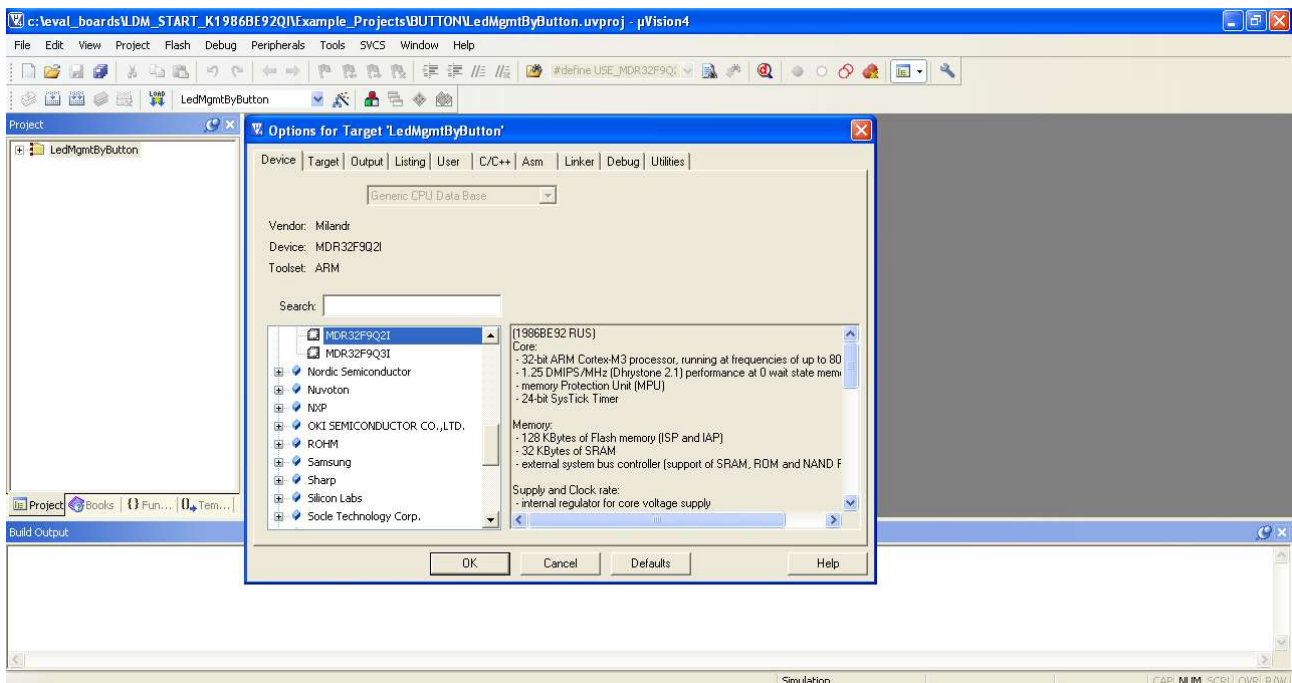 c:\eval_boards\LDM_START_K1986BE92QI\Example_Projects\BUTTON\LedMgmtByButton.uvproj - µVision4
File Edit View Project Flash Debug Peripherals Tools SVCS Window Help
#define USE_MDR32F9Q
LOAD LedMgmtByButton
Project
LedMgmtByButton
Options for Target 'LedMgmtByButton'
Device Target Output Listing User C/C++ Asm Linker Debug Utilities
Generic CPU Data Base
Vendor: Milandr
Device: MDR32F9Q2I
Toolset: ARM
Search:
MDR32F9Q2I
MDR32F9Q3I
Nordic Semiconductor
Nuvoton
NXP
OKI SEMICONDUCTOR CO.,LTD.
ROHM
Samsung
Sharp
Silicon Labs
Socle Technology Corp.
(1986BE92 RUS)
Core:
- 32-bit ARM Cortex-M3 processor, running at frequencies of up to 80
- 1.25 DMIPS/MHz (Dhrystone 2.1) performance at 0 wait state mem
- memory Protection Unit (MPU)
- 24-bit SysTick Timer
Memory:
- 128 KBytes of Flash memory (ISP and IAP)
- 32 KBytes of SRAM
- external system bus controller (support of SRAM, ROM and NAND F
Supply and Clock rate:
- internal regulator for core voltage supply
OK Cancel Defaults Help
Project Books {} Fun... Tem...
Build Output
Simulation CAP NUM SCRL OVR R/W